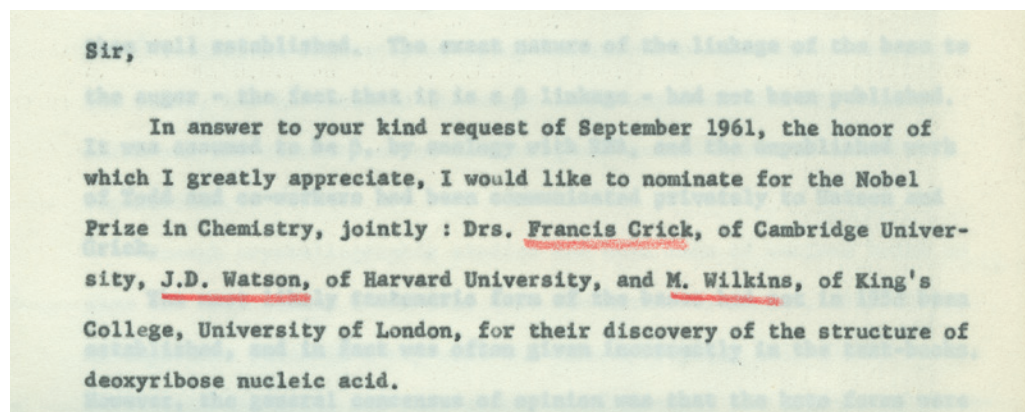 Sir,
In answer to your kind request of September 1961, the honor of
which I greatly appreciate, I would like to nominate for the Nobel
Prize in Chemistry, jointly : Drs. Francis Crick, of Cambridge Univer-
sity, J.D. Watson, of Harvard University, and M. Wilkins, of King's
College, University of London, for their discovery of the structure of
deoxyribose nucleic acid.